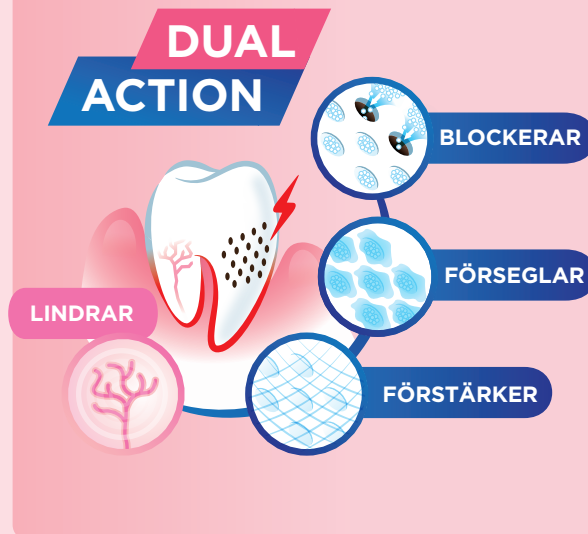 DUAL
ACTION
BLOCKERAR
FÖRSEGLAR
LINDRAR
FÖRSTÄRKER